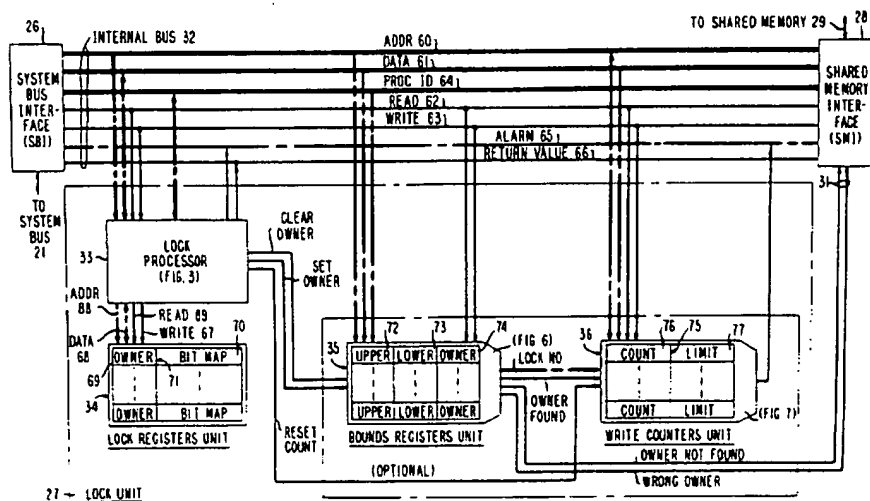 TO SHARED MEMORY 29
28
26
INTERNAL BUS 32
ADDR 60
DATA 61
PROC ID 64
READ 62
WRITE 63
ALARM 65
RETURN VALUE 66
SYSTEM
BUS
INTER-
FACE
(SBI)
SHARED
MEMORY
INTER-
FACE
(SMI)
31
TO
SYSTEM
BUS
21
33
LOCK
PROCESSOR
(FIG. 3)
CLEAR
OWNER
SET
OWNER
ADDR
88
READ 89
WRITE 67
DATA
68
70
OWNER
BIT MAP
69
71
34
OWNER
BIT MAP
LOCK REGISTERS UNIT
RESET
COUNT
35
72
73
74
(FIG 6)
UPPER
LOWER
OWNER
UPPER
LOWER
OWNER
BOUNDS REGISTERS UNIT
LOCK NO
OWNER
FOUND
36
76
75
77
COUNT
LIMIT
COUNT
LIMIT
(FIG 7)
WRITE COUNTERS UNIT
(OPTIONAL)
OWNER NOT FOUND
WRONG OWNER
27 LOCK UNIT